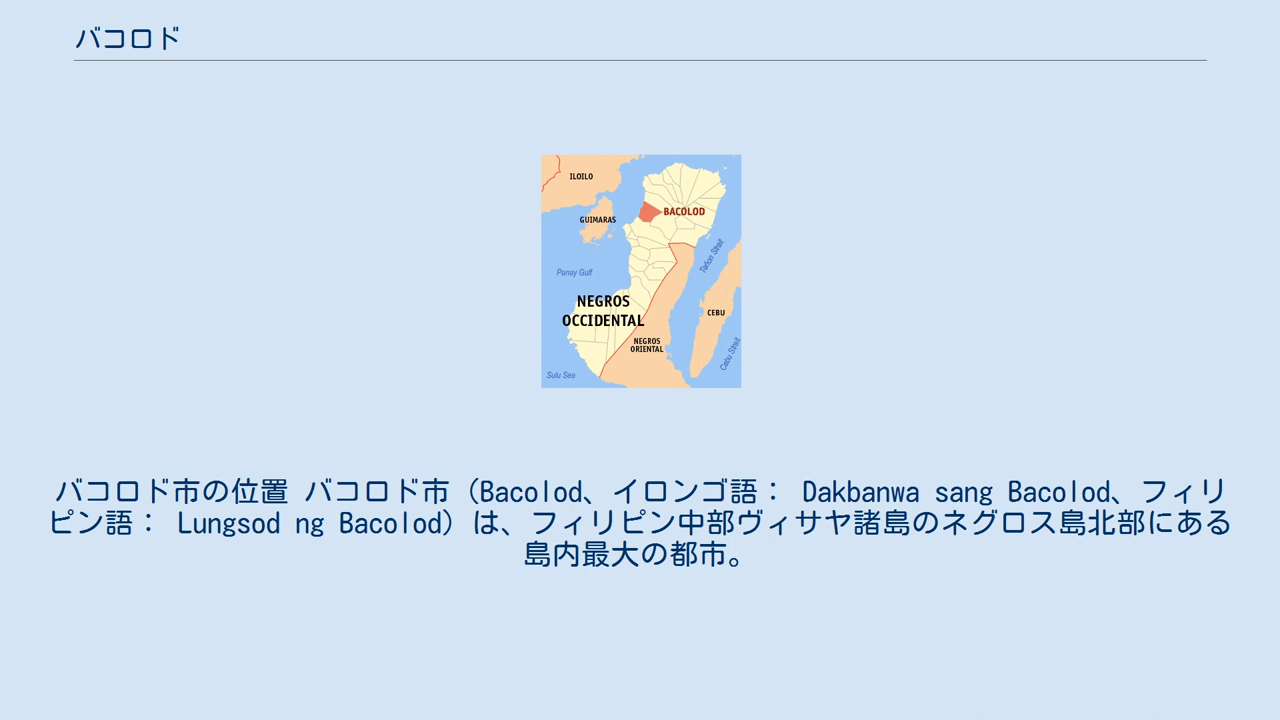 バコロド
ILOILO
GUIMARAS
BACOLOD
Tañon Strait
Panay Gulf
NEGROS
OCCIDENTAL
CEBU
NEGROS
ORIENTAL
Cebu Strait
Sulu Sea
バコロド市の位置 バコロド市（Bacolod、イロンゴ語： Dakbanwa sang Bacolod、フィリ
ピン語： Lungsod ng Bacolod）は、フィリピン中部ヴィサヤ諸島のネグロス島北部にある
島内最大の都市。